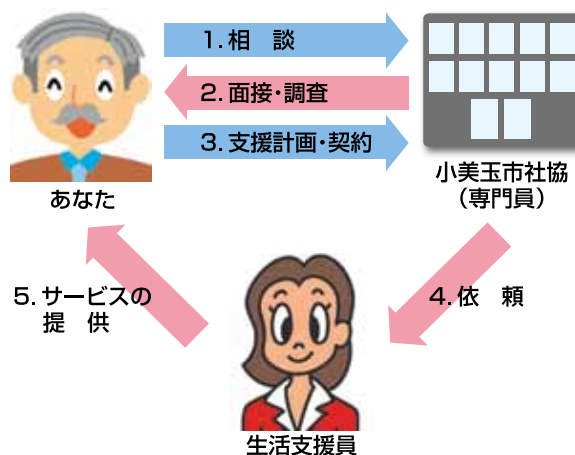 1. 相　談
2. 面接・調査
3. 支援計画・契約
あなた
小美玉市社協
（専門員）
5. サービスの
提　供
4. 依　頼
生活支援員